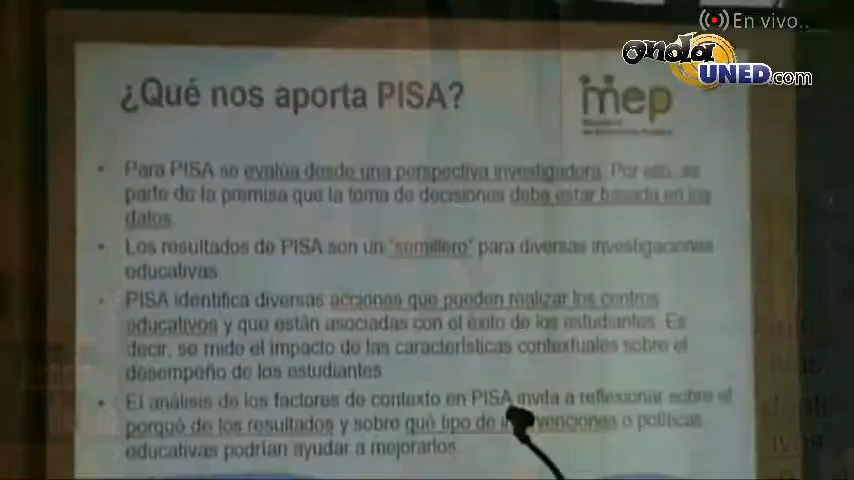 En vivo..
onda
UNED.com
¿Qué nos aporta PISA?
mep
• Para PISA se evalúa desde una perspectiva investigadora. Por ello, se
parte de la premisa que la toma de decisiones debe estar basada en los
datos.
• Los resultados de PISA son un "semillero" para diversas investigaciones
educativas.
• PISA identifica diversas acciones que pueden realizar los centros
educativos y que están asociadas con el éxito de los estudiantes. Es
decir, se mide el impacto de las características contextuales sobre el
desempeño de los estudiantes
• El análisis de los factores de contexto en PISA invita a reflexionar sobre el
porqué de los resultados y sobre qué tipo de o políticas
educativas podrían ayudar a mejorarlos.